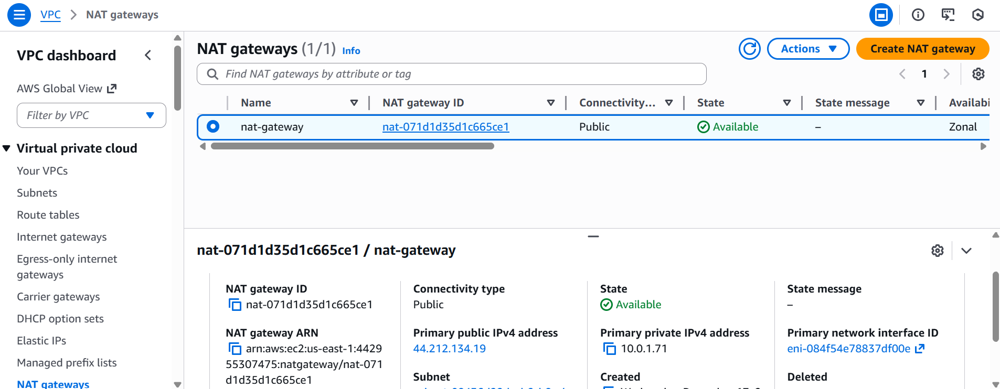 VPC > NAT gateways
VPC dashboard
AWS Global View
Filter by VPC
Virtual private cloud
Your VPCs
Subnets
Route tables
Internet gateways
Egress-only internet
gateways
Carrier gateways
DHCP option sets
Elastic IPs
Managed prefix lists
NAT gateways
NAT gateways (1/1) Info
Actions
Create NAT gateway
Find NAT gateways by attribute or tag
1
Name NAT gateway ID Connectivity... State State message Availabi
nat-gateway nat-071d1d35d1c665ce1 Public Available – Zonal
nat-071d1d35d1c665ce1 / nat-gateway
NAT gateway ID
nat-071d1d35d1c665ce1
Connectivity type
Public
State
Available
State message
–
NAT gateway ARN
arn:aws:ec2:us-east-1:4429
55307475:natgateway/nat-071
d1d35d1c665ce1
Primary public IPv4 address
44.212.134.19
Primary private IPv4 address
10.0.1.71
Primary network interface ID
eni-084f54e78837df00e
Subnet
Created
Deleted